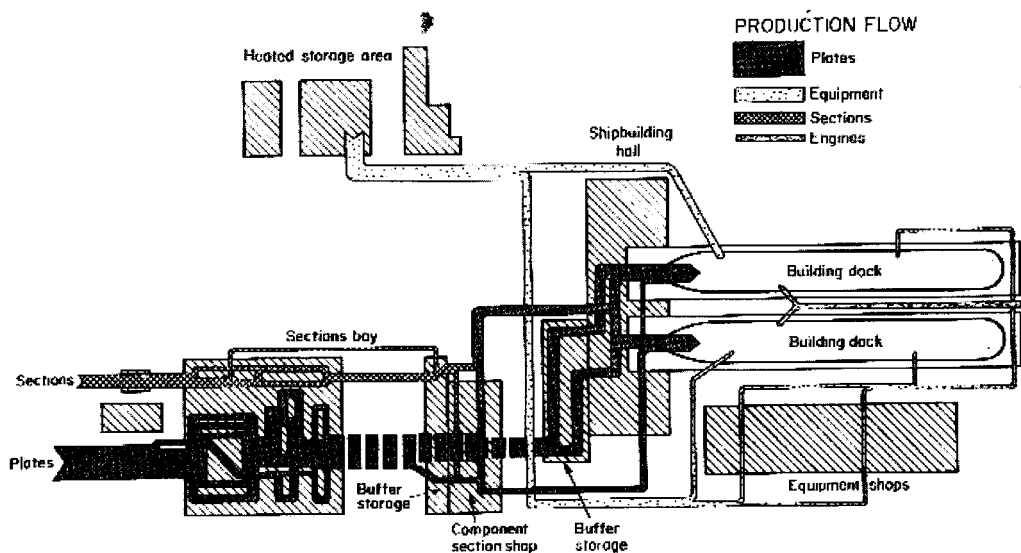 PRODUCTION FLOW
Plates
Equipment
Sections
Engines
Heated storage area
Shipbuilding
hall
Building dock
Building dock
Sections bay
Sections
Plates
Buffer
storage
Component
section shop
Buffer
storage
Equipment shops